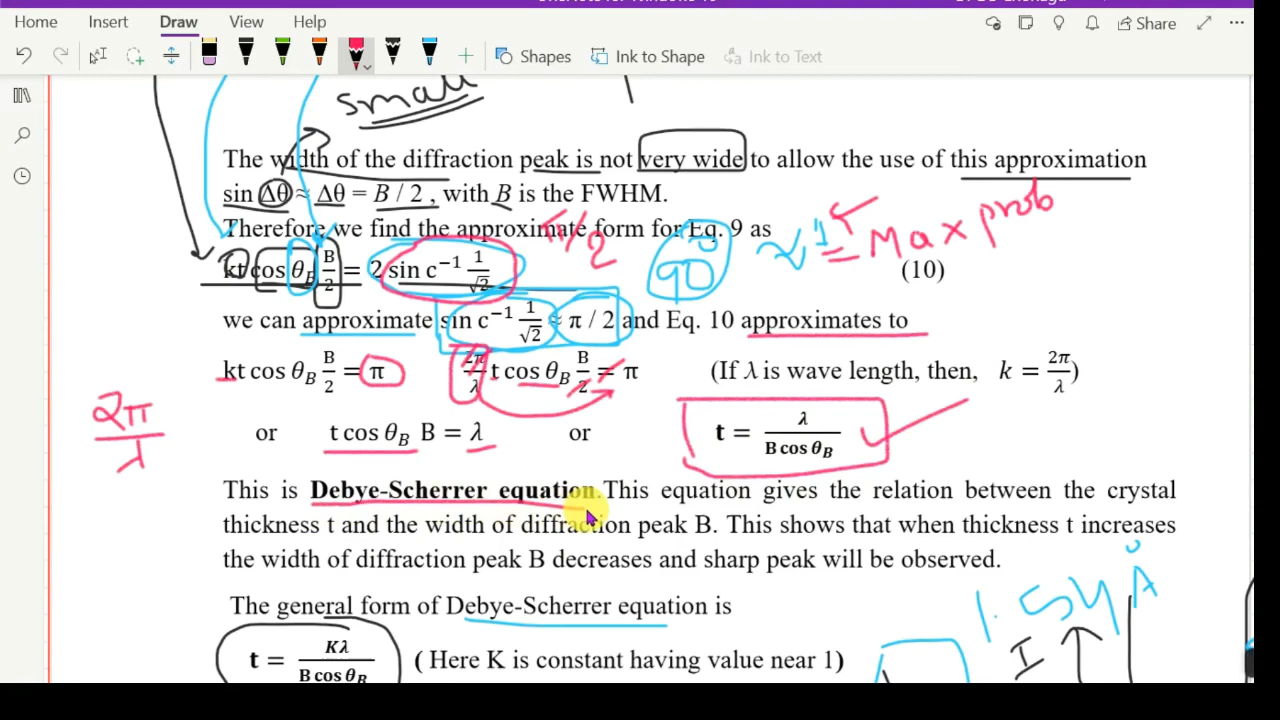 Home Insert Draw View Help Share
Shapes Ink to Shape Ink to Text
small
The width of the diffraction peak is not very wide to allow the use of this approximation
sin Δθ ≈ Δθ = B / 2 , with B is the FWHM.
Therefore we find the approximate form for Eq. 9 as
π/2 90° ≈ 1 Max prob
kt cos θB B/2 = 2 sin c⁻¹ 1/√2 (10)
we can approximate sin c⁻¹ 1/√2 ≈ π / 2 and Eq. 10 approximates to
kt cos θB B/2 = π 2π/λ t cos θB B/2 = π (If λ is wave length, then, k = 2π/λ)
2π/λ
or t cos θB B = λ or t = λ/B cos θB
This is Debye-Scherrer equation.This equation gives the relation between the crystal
thickness t and the width of diffraction peak B. This shows that when thickness t increases
the width of diffraction peak B decreases and sharp peak will be observed.
1.54 Å
The general form of Debye-Scherrer equation is
I
t = Kλ/B cos θB ( Here K is constant having value near 1)